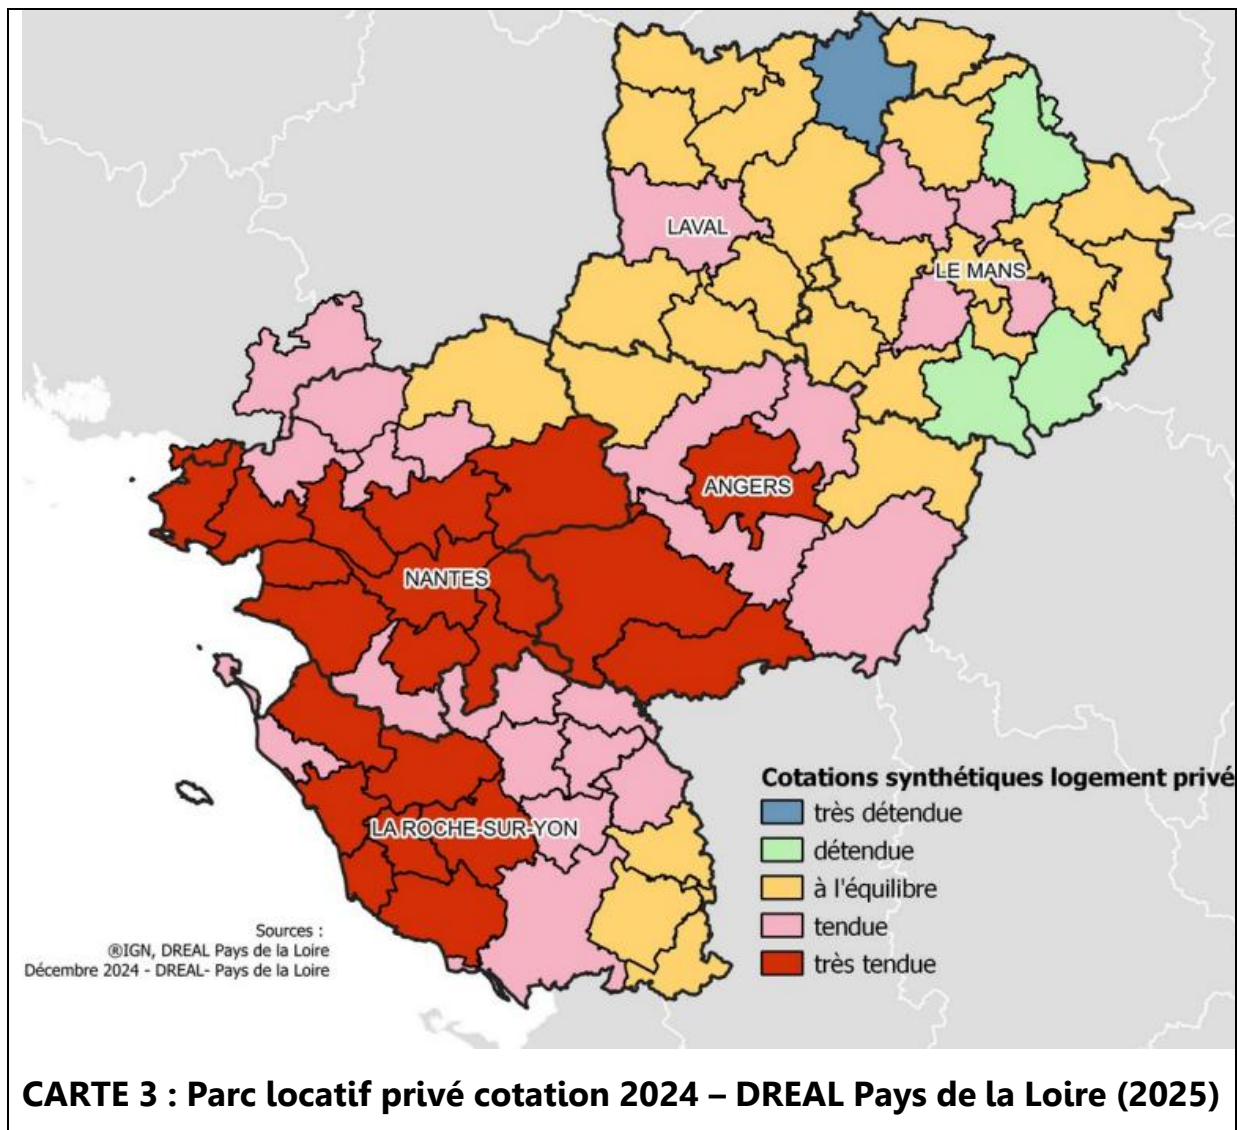 LAVAL
LE MANS
ANGERS
NANTES
LA ROCHE-SUR-YON
Cotations synthétiques logement privé
très détendue
détendue
à l'équilibre
tendue
très tendue
Sources :
®IGN, DREAL Pays de la Loire
Décembre 2024 - DREAL- Pays de la Loire
CARTE 3 : Parc locatif privé cotation 2024 – DREAL Pays de la Loire (2025)